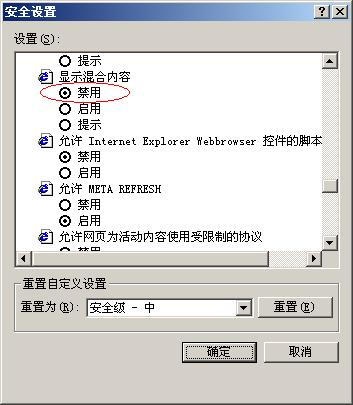 安全设置
设置(S):
提示
显示混合内容
禁用
启用
提示
允许 Internet Explorer Webbrowser 控件的脚本
禁用
启用
允许 META REFRESH
禁用
启用
允许网页为活动内容使用受限制的协议
重置自定义设置
重置为(R): 安全级 - 中 重置(E)
确定 取消